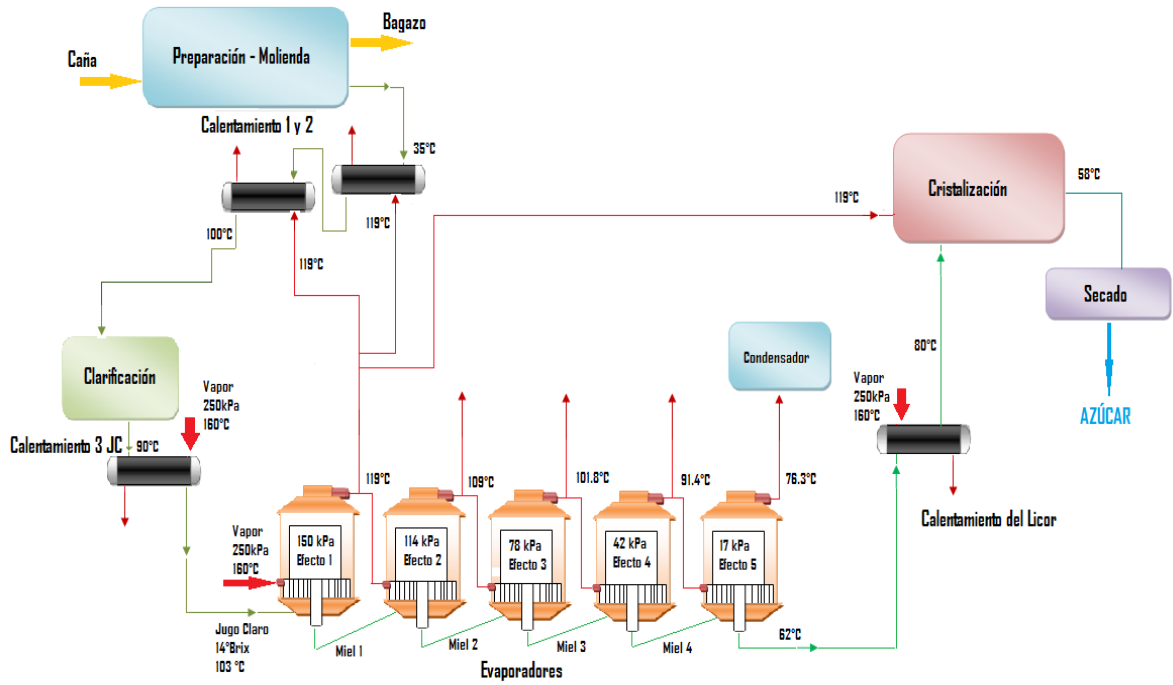 Caña
Preparación - Molienda
Bagazo
Calentamiento 1 y 2
35°C
119°C
100°C
119°C
119°C
Cristalización
58°C
Secado
AZÚCAR
80°C
Clarificación
Vapor
250kPa
160°C
Calentamiento 3 JC
90°C
Condensador
Vapor
250kPa
160°C
Calentamiento del Licor
119°C
109°C
101.8°C
91.4°C
76.3°C
Vapor
250kPa
160°C
150 kPa
Efecto 1
114 kPa
Efecto 2
78 kPa
Efecto 3
42 kPa
Efecto 4
17 kPa
Efecto 5
Jugo Claro
14°Brix
103 °C
Miel 1
Miel 2
Miel 3
Miel 4
62°C
Evaporadores